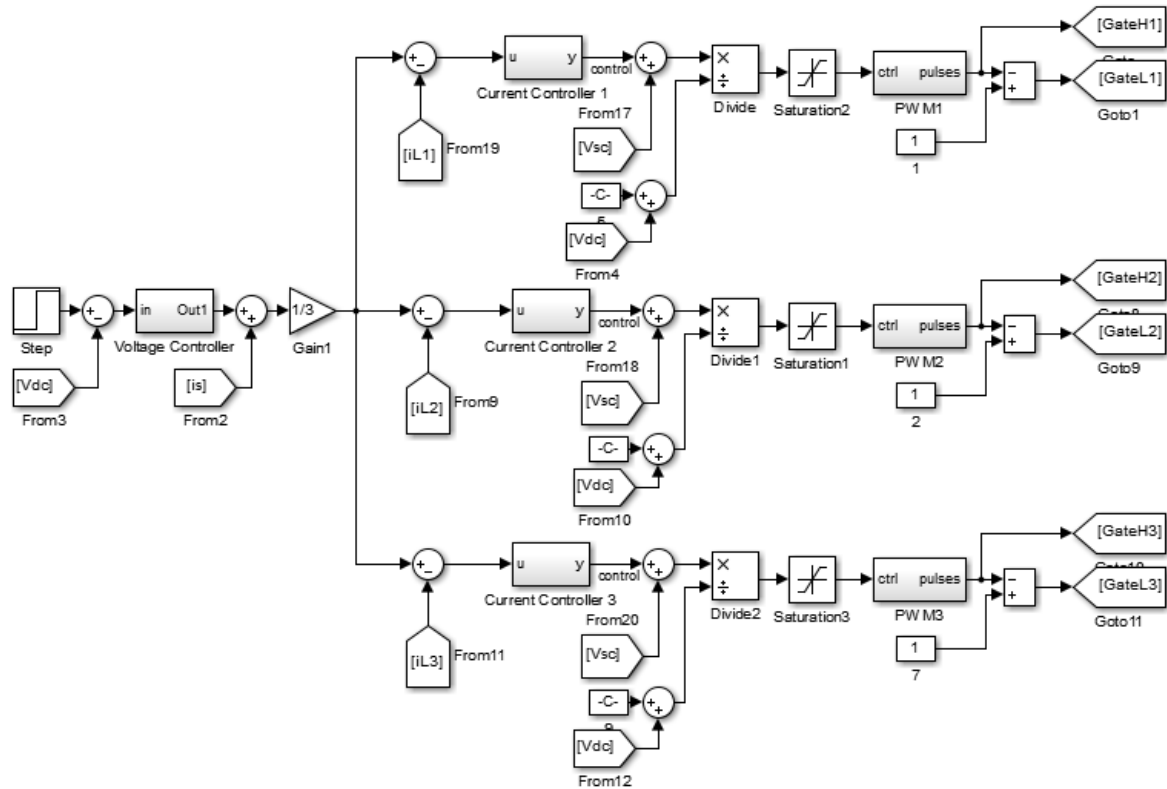 [GateH1]
u
y
control
ctrl
pulses
[GateL1]
Current Controller 1
From17
Divide
Saturation2
PWM1
Goto1
[iL1]
From19
[Vsc]
1
1
-C-
[Vdc]
From4
[GateH2]
in
Out1
1/3
u
y
control
ctrl
pulses
[GateL2]
Step
Voltage Controller
Gain1
Current Controller 2
From18
Divide1
Saturation1
PWM2
Goto9
[Vdc]
[is]
[iL2]
From9
[Vsc]
1
2
From3
From2
-C-
[Vdc]
From10
[GateH3]
u
y
control
ctrl
pulses
[GateL3]
Current Controller 3
From20
Divide2
Saturation3
PWM3
Goto11
[iL3]
From11
[Vsc]
1
7
-C-
[Vdc]
From12